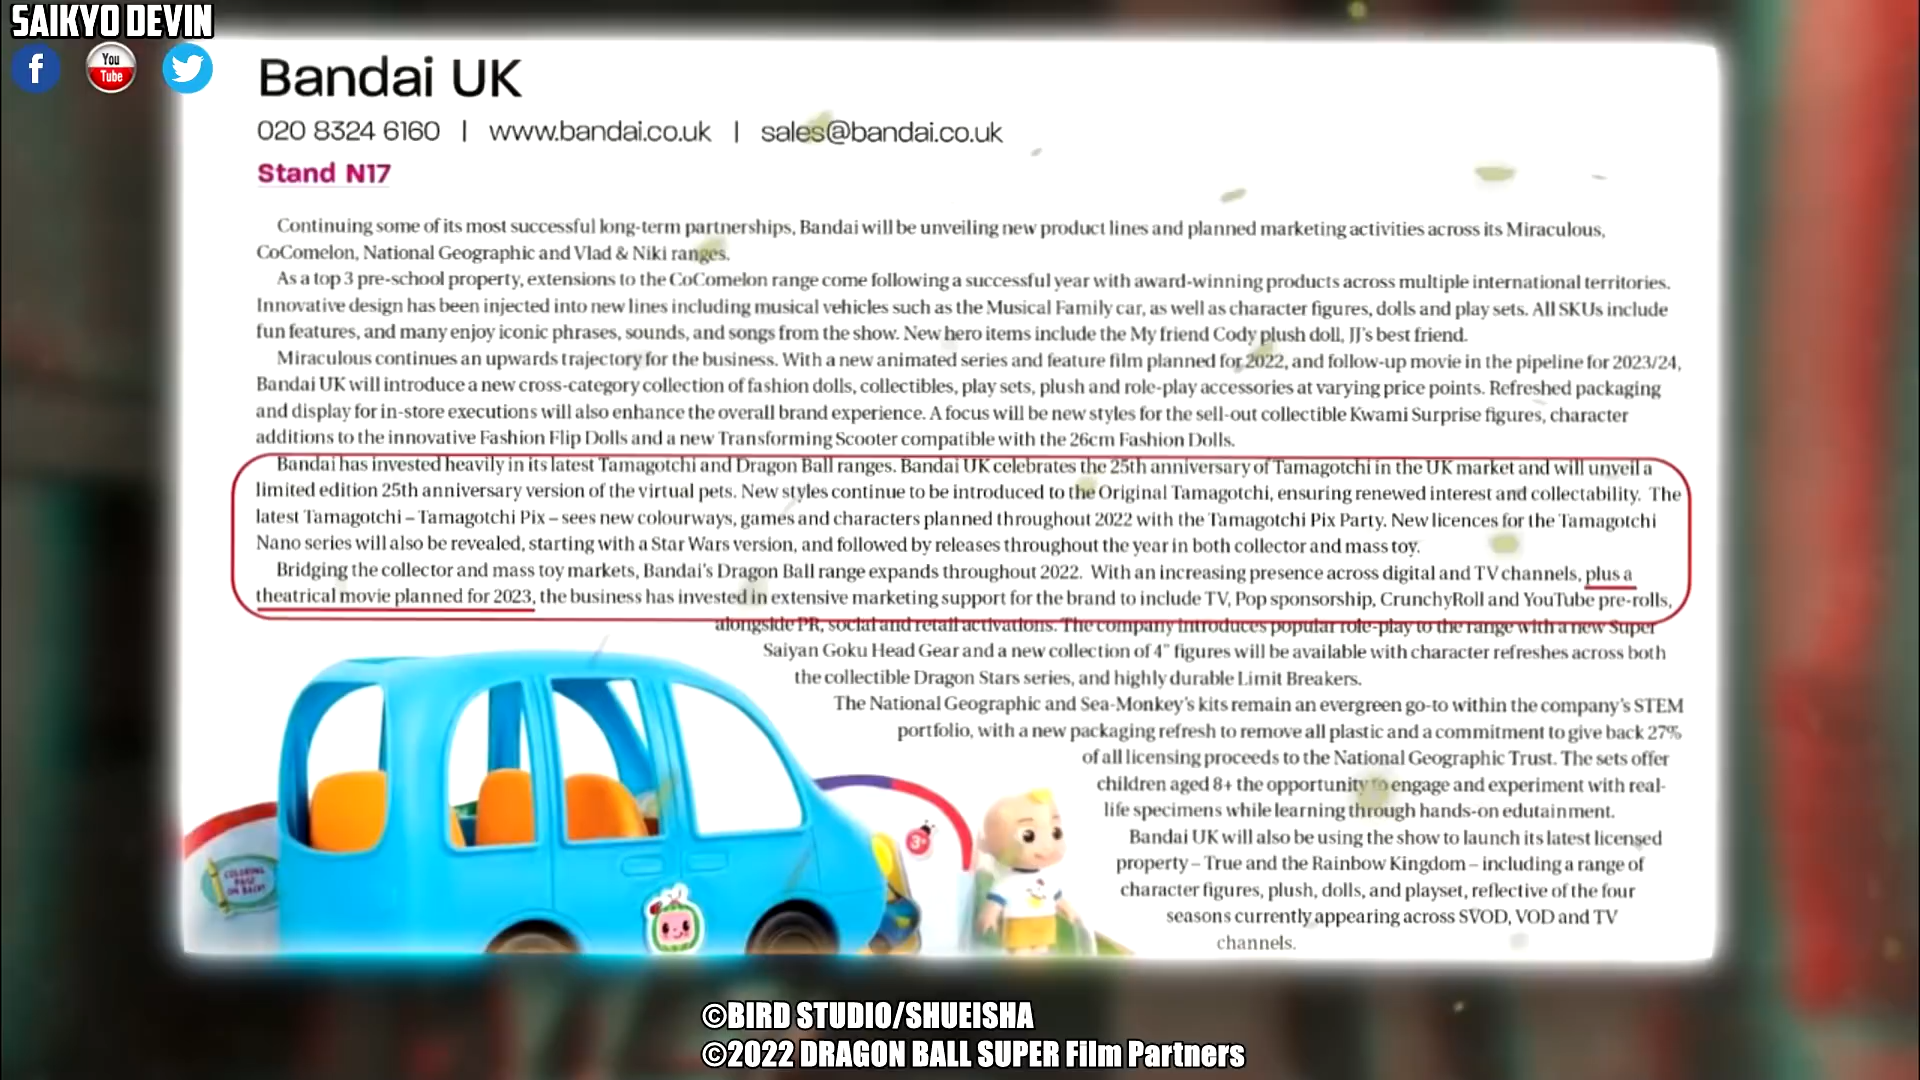 SAIKYO DEVIN
f
You
Tube
Bandai UK
020 8324 6160 | www.bandai.co.uk | sales@bandai.co.uk
Stand N17
Continuing some of its most successful long-term partnerships, Bandai will be unveiling new product lines and planned marketing activities across its Miraculous,
CoComelon, National Geographic and Vlad & Niki ranges.
As a top 3 pre-school property, extensions to the CoComelon range come following a successful year with award-winning products across multiple international territories.
Innovative design has been injected into new lines including musical vehicles such as the Musical Family car, as well as character figures, dolls and play sets. All SKUs include
fun features, and many enjoy iconic phrases, sounds, and songs from the show. New hero items include the My friend Cody plush doll, JJ's best friend.
Miraculous continues an upwards trajectory for the business. With a new animated series and feature film planned for 2022, and follow-up movie in the pipeline for 2023/24,
Bandai UK will introduce a new cross-category collection of fashion dolls, collectibles, play sets, plush and role-play accessories at varying price points. Refreshed packaging
and display for in-store executions will also enhance the overall brand experience. A focus will be new styles for the sell-out collectible Kwami Surprise figures, character
additions to the innovative Fashion Flip Dolls and a new Transforming Scooter compatible with the 26cm Fashion Dolls.
Bandai has invested heavily in its latest Tamagotchi and Dragon Ball ranges. Bandai UK celebrates the 25th anniversary of Tamagotchi in the UK market and will unveil a
limited edition 25th anniversary version of the virtual pets. New styles continue to be introduced to the Original Tamagotchi, ensuring renewed interest and collectability. The
latest Tamagotchi – Tamagotchi Pix – sees new colourways, games and characters planned throughout 2022 with the Tamagotchi Pix Party. New licences for the Tamagotchi
Nano series will also be revealed, starting with a Star Wars version, and followed by releases throughout the year in both collector and mass toy.
Bridging the collector and mass toy markets, Bandai's Dragon Ball range expands throughout 2022. With an increasing presence across digital and TV channels, plus a
theatrical movie planned for 2023, the business has invested in extensive marketing support for the brand to include TV, Pop sponsorship, CrunchyRoll and YouTube pre-rolls,
alongside PR, social and retail activations. The company introduces popular role-play to the range with a new Super
Saiyan Goku Head Gear and a new collection of 4" figures will be available with character refreshes across both
the collectible Dragon Stars series, and highly durable Limit Breakers.
The National Geographic and Sea-Monkey's kits remain an evergreen go-to within the company's STEM
portfolio, with a new packaging refresh to remove all plastic and a commitment to give back 27%
of all licensing proceeds to the National Geographic Trust. The sets offer
children aged 8+ the opportunity to engage and experiment with real-
life specimens while learning through hands-on edutainment.
Bandai UK will also be using the show to launch its latest licensed
property – True and the Rainbow Kingdom – including a range of
character figures, plush, dolls, and playset, reflective of the four
seasons currently appearing across SVOD, VOD and TV
channels.
COLORING
PAGE
ON BACK!
3+
©BIRD STUDIO/SHUEISHA
©2022 DRAGON BALL SUPER Film Partners